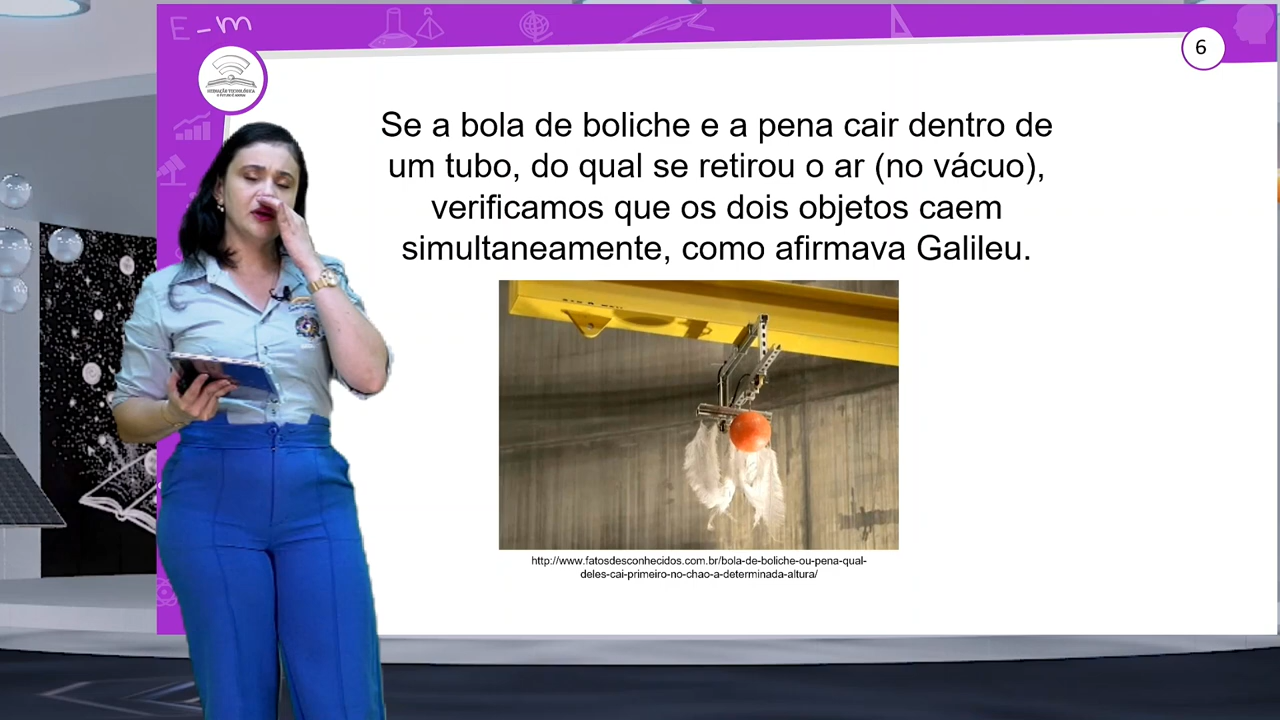 E=m
6
MEDIAÇÃO TECNOLÓGICA
Se a bola de boliche e a pena cair dentro de
um tubo, do qual se retirou o ar (no vácuo),
verificamos que os dois objetos caem
simultaneamente, como afirmava Galileu.
http://www.fatosdesconhecidos.com.br/bola-de-boliche-ou-pena-qual-
deles-cai-primeiro-no-chao-a-determinada-altura/